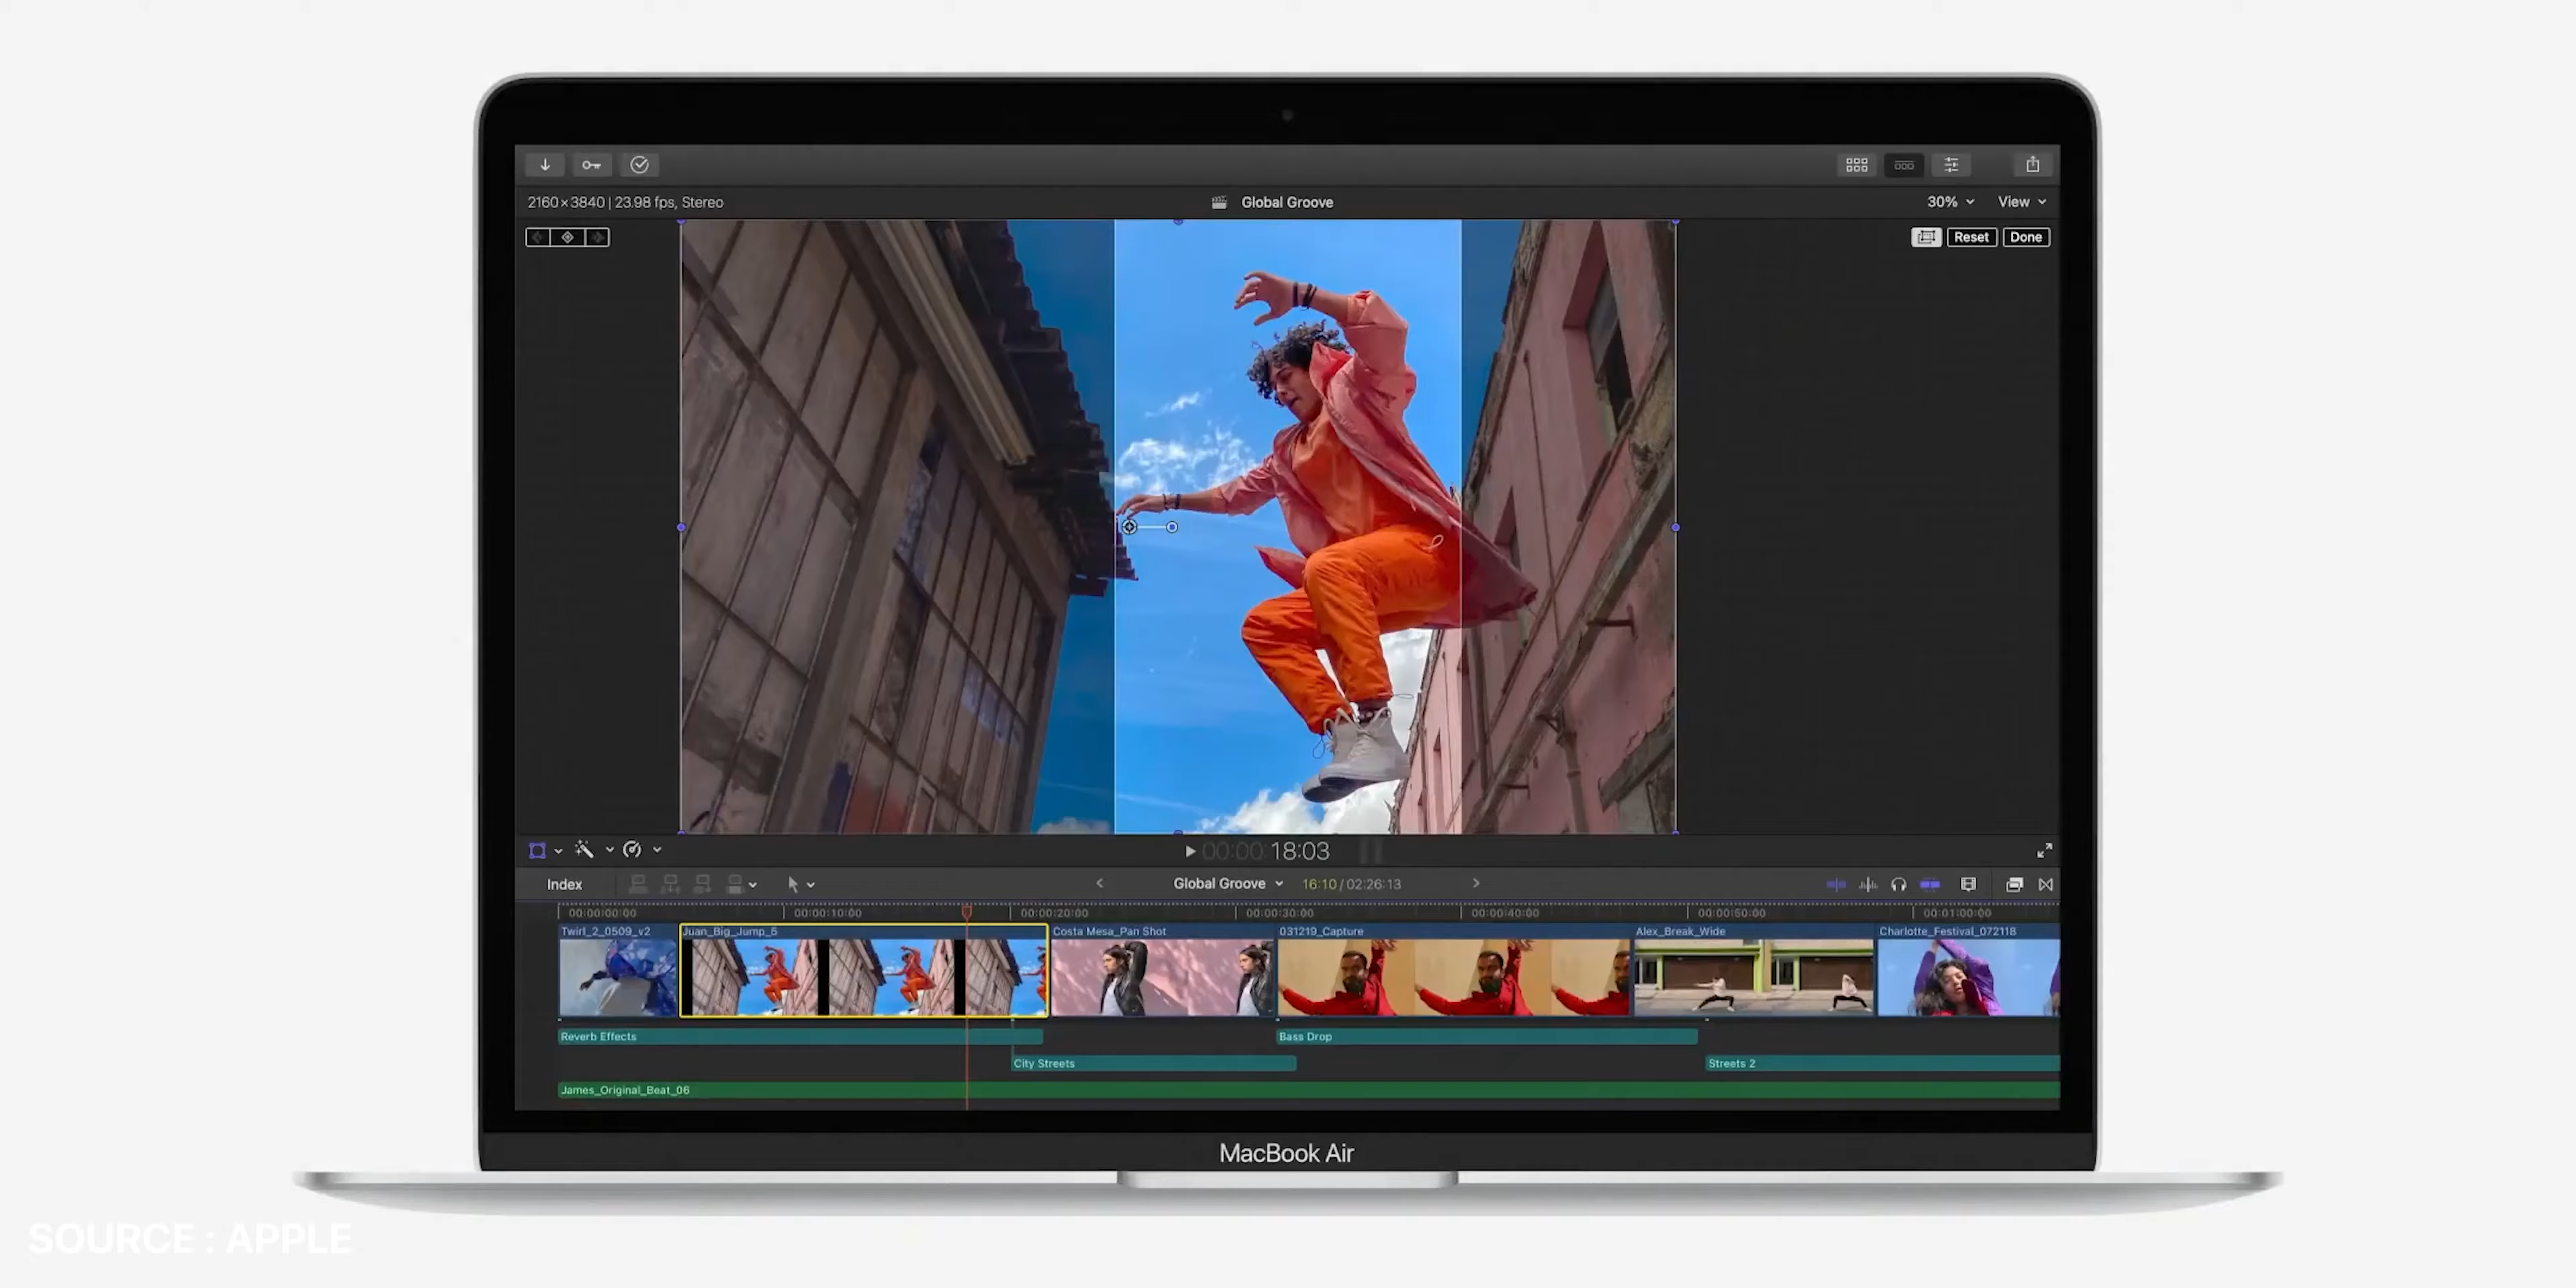 2160×3840 | 23.98 fps, Stereo
Global Groove
30%
View
Reset
Done
00:00:18:03
Index
Global Groove
16:10 / 02:26:13
00:00:00:00
00:00:10:00
00:00:20:00
00:00:30:00
00:00:40:00
00:00:50:00
00:01:00:00
Twirl_2_0509_v2
Juan_Big_Jump_5
Costa Mesa_Pan Shot
031219_Capture
Alex_Break_Wide
Charlotte_Festival_072118
Reverb Effects
Bass Drop
City Streets
Streets 2
James_Original_Beat_06
MacBook Air
SOURCE : APPLE